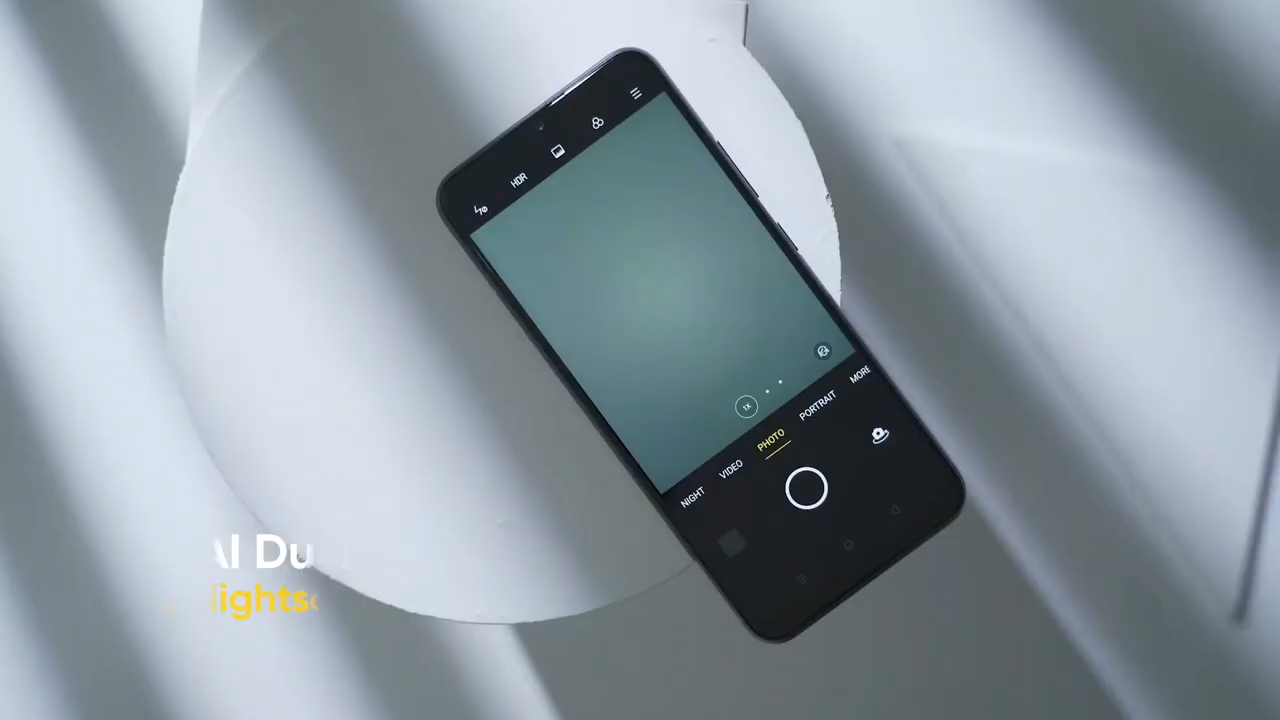 HDR
1X
NIGHT VIDEO PHOTO PORTRAIT MORE
AI Du
lights